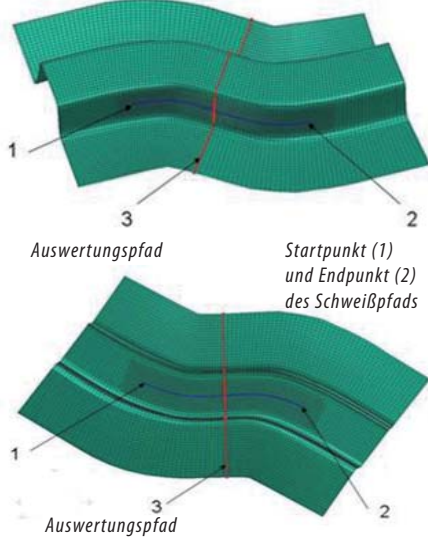 1
2
3
Auswertungspfad
Startpunkt (1)
und Endpunkt (2)
des Schweißpfads
1
2
3
Auswertungspfad